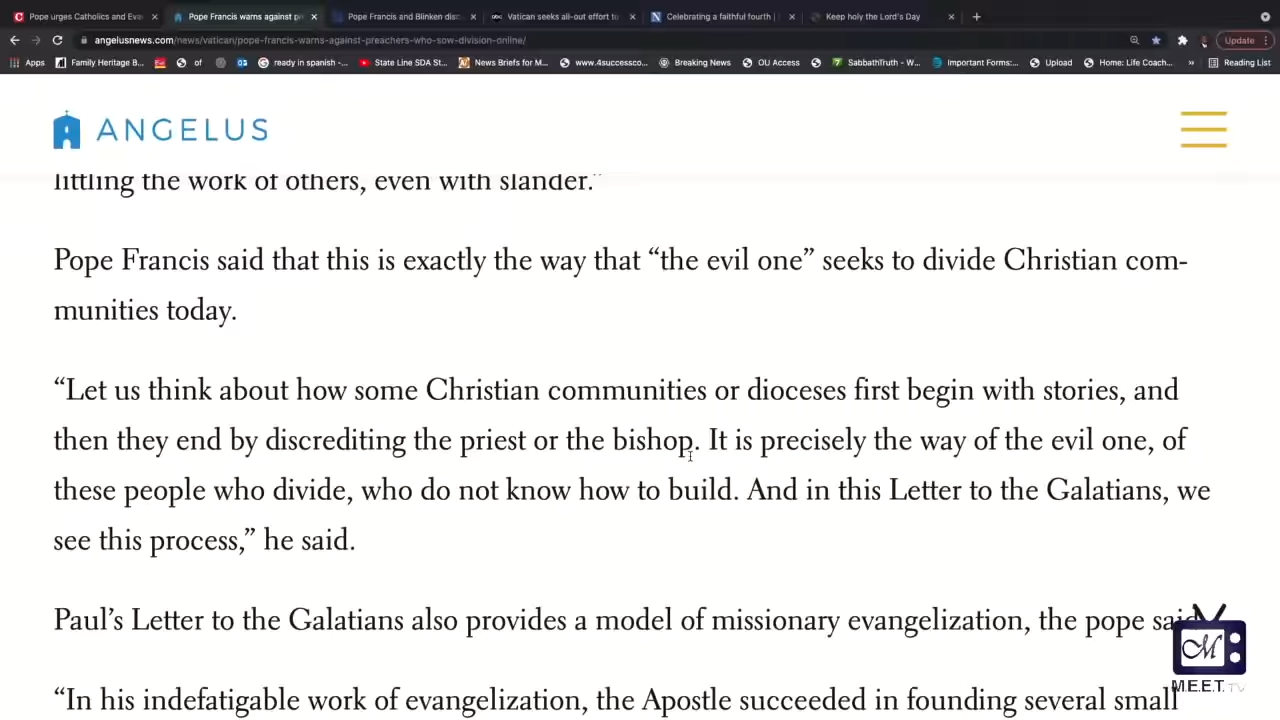 Pope urges Catholics and Eva
Pope Francis warns against pr
Pope Francis and Blinken disc
Vatican seeks all-out effort to
Celebrating a faithful fourth |
Keep holy the Lord's Day
angelusnews.com/news/vatican/pope-francis-warns-against-preachers-who-sow-division-online/
Update
Apps
Family Heritage B...
of
ready in spanish -...
State Line SDA St...
News Briefs for M...
www.4successco...
Breaking News
OU Access
SabbathTruth - W...
Important Forms:...
Upload
Home: Life Coach...
»
Reading List
ANGELUS
littling the work of others, even with slander.”
Pope Francis said that this is exactly the way that “the evil one” seeks to divide Christian com-
munities today.
“Let us think about how some Christian communities or dioceses first begin with stories, and
then they end by discrediting the priest or the bishop. It is precisely the way of the evil one, of
these people who divide, who do not know how to build. And in this Letter to the Galatians, we
see this process,” he said.
Paul’s Letter to the Galatians also provides a model of missionary evangelization, the pope said
“In his indefatigable work of evangelization, the Apostle succeeded in founding several small
M
M.E.E.T. TV